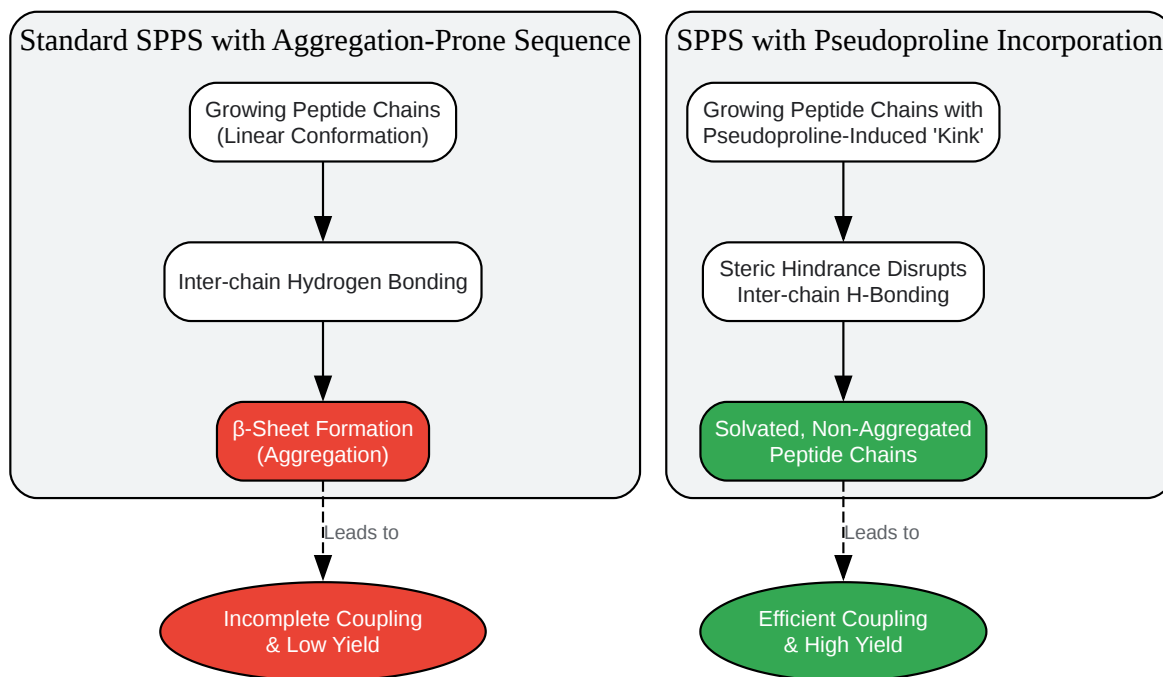 Standard SPPS with Aggregation-Prone Sequence
Growing Peptide Chains
(Linear Conformation)
Inter-chain Hydrogen Bonding
β-Sheet Formation
(Aggregation)
Leads to
Incomplete Coupling
& Low Yield
SPPS with Pseudoproline Incorporation
Growing Peptide Chains with
Pseudoproline-Induced 'Kink'
Steric Hindrance Disrupts
Inter-chain H-Bonding
Solvated, Non-Aggregated
Peptide Chains
Leads to
Efficient Coupling
& High Yield